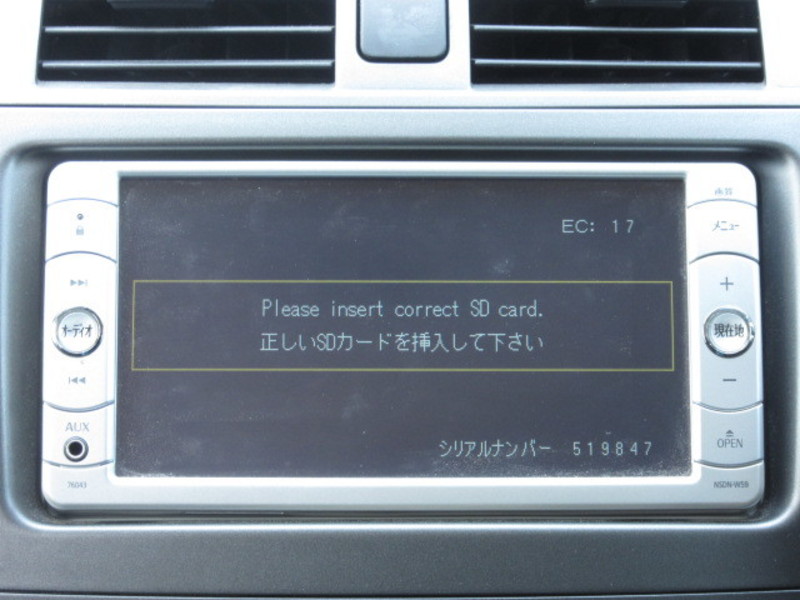 EC: 17
Please insert correct SD card.
正しいSDカードを挿入して下さい
シリアルナンバー 519847
オーディオ
AUX
76043
メニュー
現在地
OPEN
NSDN-W59